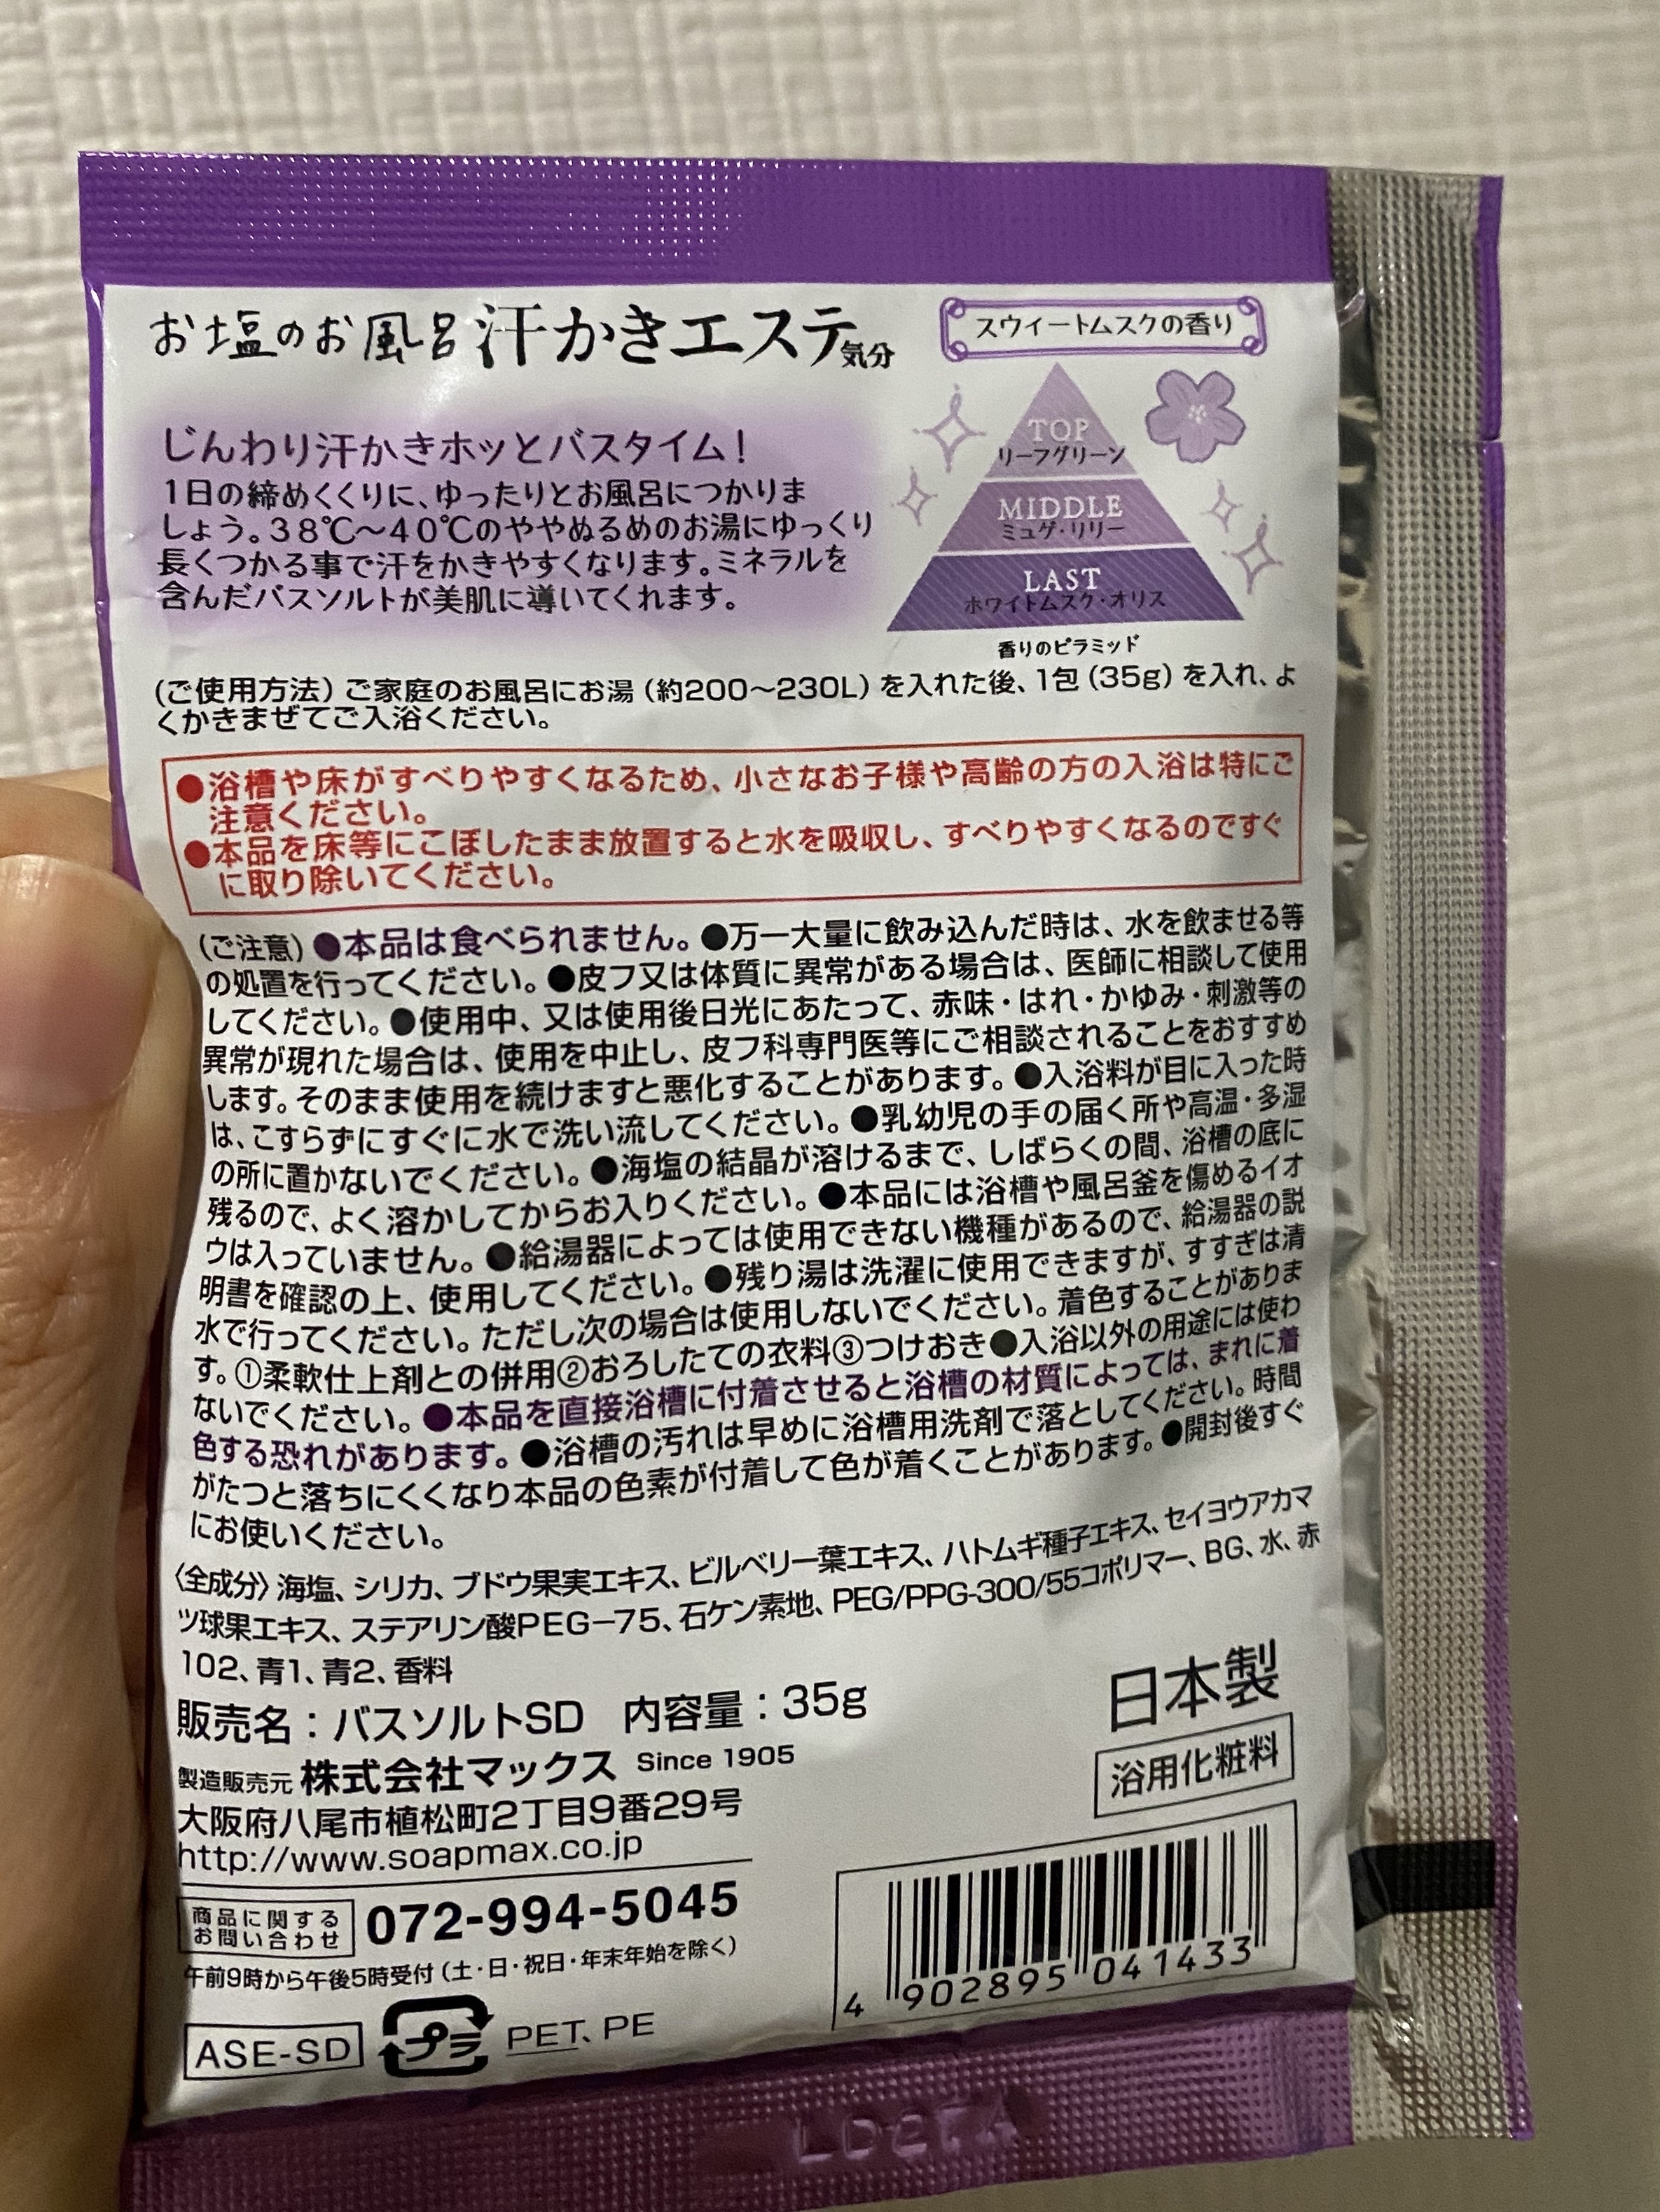 お塩のお風呂 汗かきエステ気分
スウィートムスクの香り
じんわり汗かきホッとバスタイム！
1日の締めくくりに、ゆったりとお風呂につかりま
しょう。38℃～40℃のややぬるめのお湯にゆっくり
長くつかる事で汗をかきやすくなります。ミネラルを
含んだバスソルトが美肌に導いてくれます。
TOP
リーフグリーン
MIDDLE
ミュゲ・リリー
LAST
ホワイトムスク・オリス
香りのピラミッド
(ご使用方法) ご家庭のお風呂にお湯 (約200～230L) を入れた後、1包 (35g) を入れ、よ
くかきまぜてご入浴ください。
●浴槽や床がすべりやすくなるため、小さなお子様や高齢の方の入浴は特にご
注意ください。
●本品を床等にこぼしたまま放置すると水を吸収し、すべりやすくなるのですぐ
に取り除いてください。
(ご注意) ●本品は食べられません。●万一大量に飲み込んだ時は、水を飲ませる等
の処置を行ってください。●皮フ又は体質に異常がある場合は、医師に相談して使用
してください。●使用中、又は使用後日光にあたって、赤味・はれ・かゆみ・刺激等の
異常が現れた場合は、使用を中止し、皮フ科専門医等にご相談されることをおすすめ
します。そのまま使用を続けますと悪化することがあります。●入浴料が目に入った時
は、こすらずにすぐに水で洗い流してください。●乳幼児の手の届く所や高温・多湿
の所に置かないでください。●海塩の結晶が溶けるまで、しばらくの間、浴槽の底に
残るので、よく溶かしてからお入りください。●本品には浴槽や風呂釜を傷めるイオ
ウは入っていません。●給湯器によっては使用できない機種があるので、給湯器の説
明書を確認の上、使用してください。●残り湯は洗濯に使用できますが、すすぎは清
水で行ってください。ただし次の場合は使用しないでください。着色することがありま
す。①柔軟仕上剤との併用②おろしたての衣料③つけおき●入浴以外の用途には使わ
ないでください。●本品を直接浴槽に付着させると浴槽の材質によっては、まれに着
色する恐れがあります。●浴槽の汚れは早めに浴槽用洗剤で落としてください。時間
がたつと落ちにくくなり本品の色素が付着して色が着くことがあります。●開封後すぐ
にお使いください。
〈全成分〉海塩、シリカ、ブドウ果実エキス、ビルベリー葉エキス、ハトムギ種子エキス、セイヨウアカマ
ツ球果エキス、ステアリン酸PEG-75、石ケン素地、PEG/PPG-300/55コポリマー、BG、水、赤
102、青1、青2、香料
販売名：バスソルトSD 内容量：35g
日本製
浴用化粧料
製造販売元 株式会社マックス Since 1905
大阪府八尾市植松町2丁目9番29号
http://www.soapmax.co.jp
商品に関する
お問い合わせ
072-994-5045
午前9時から午後5時受付 (土・日・祝日・年末年始を除く)
ASE-SD
プラ
PET、PE
4 902895 041433